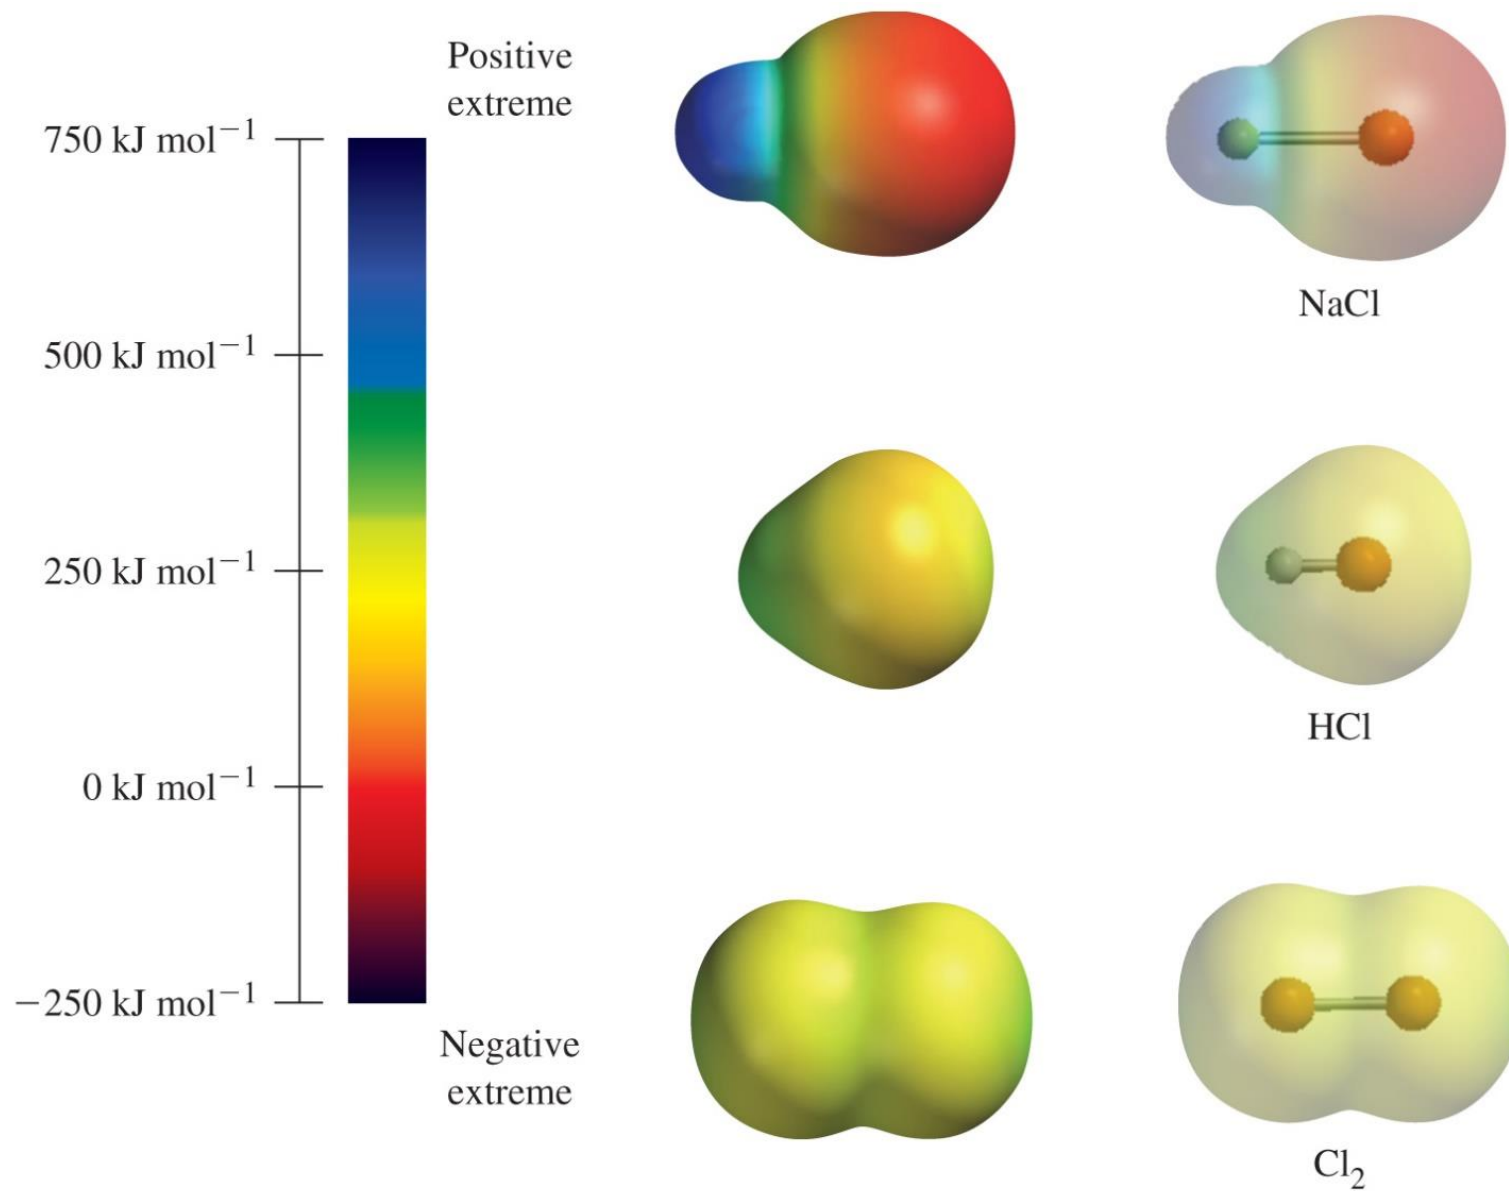 Positive
extreme
750 kJ mol⁻¹
500 kJ mol⁻¹
250 kJ mol⁻¹
0 kJ mol⁻¹
−250 kJ mol⁻¹
Negative
extreme
NaCl
HCl
Cl₂